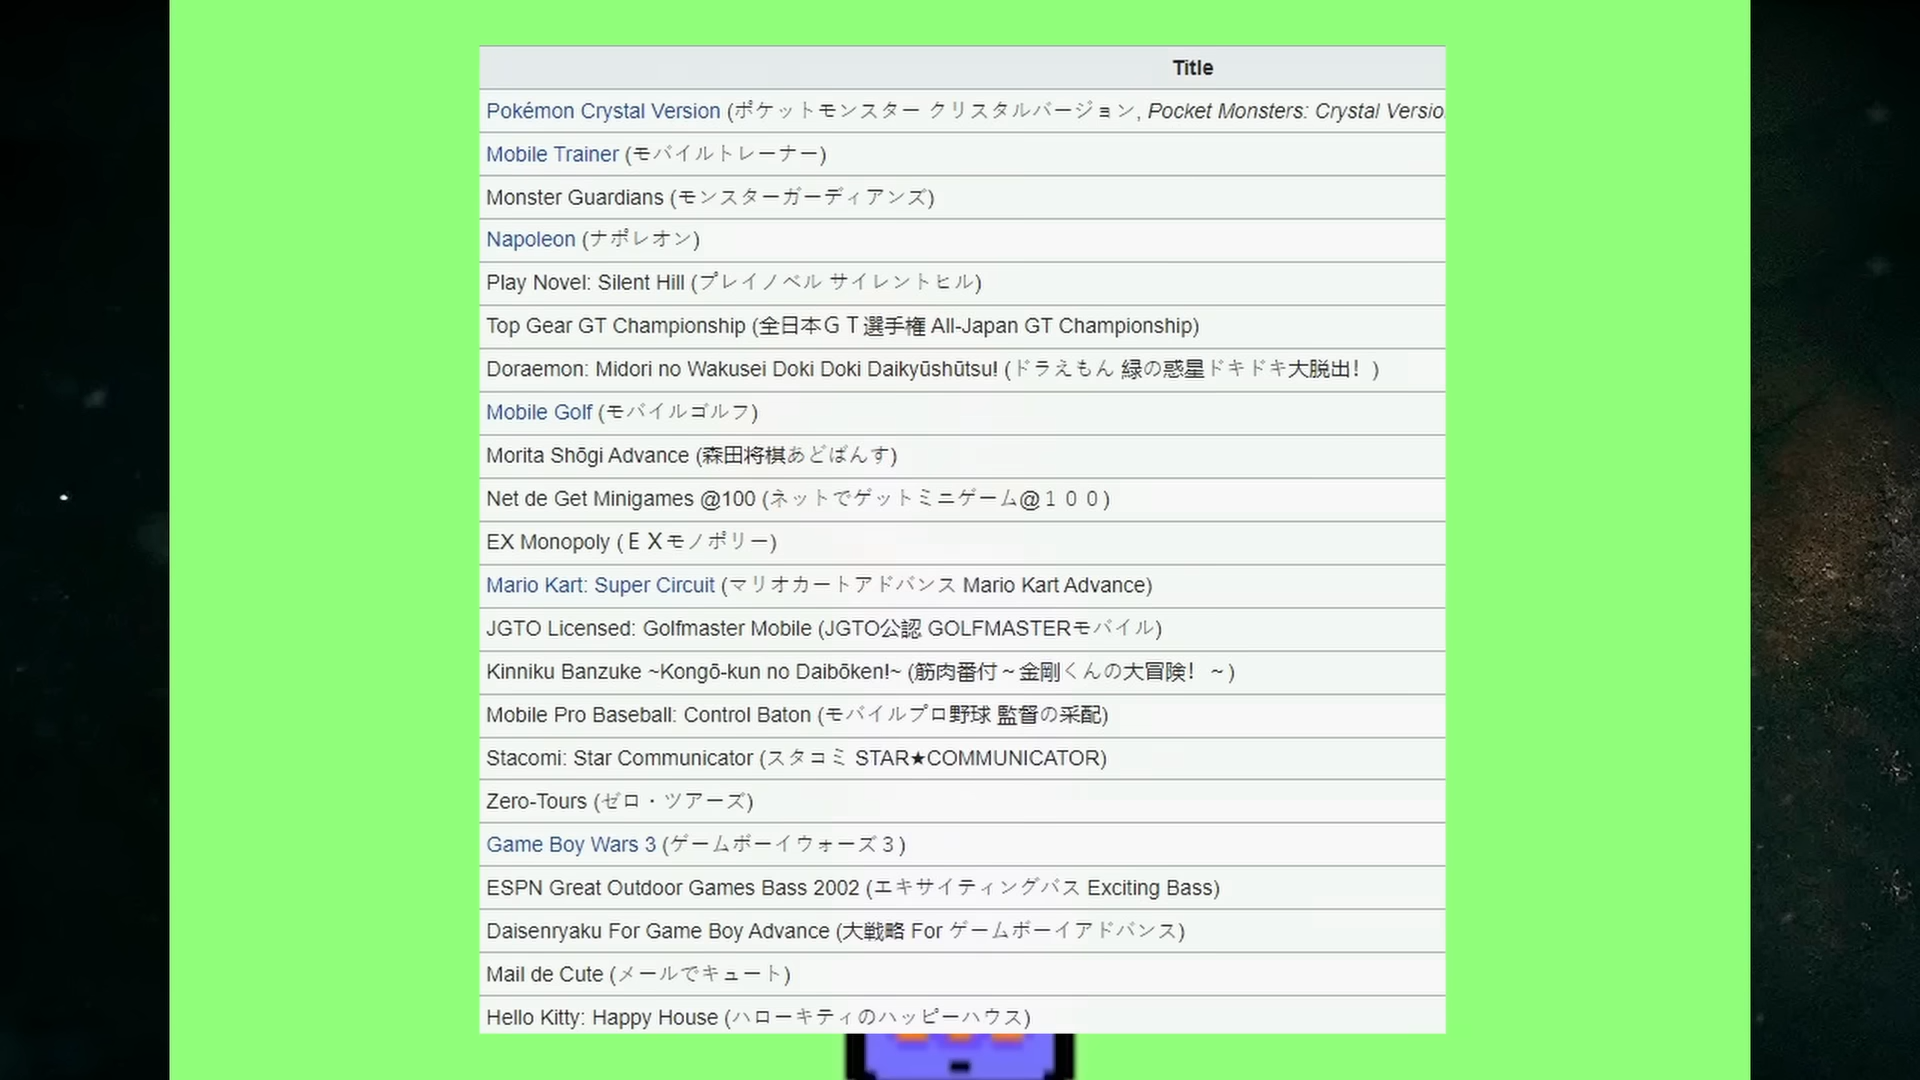 Title
Pokémon Crystal Version (ポケットモンスター クリスタルバージョン, Pocket Monsters: Crystal Versio
Mobile Trainer (モバイルトレーナー)
Monster Guardians (モンスターガーディアンズ)
Napoleon (ナポレオン)
Play Novel: Silent Hill (プレイノベル サイレントヒル)
Top Gear GT Championship (全日本ＧＴ選手権 All-Japan GT Championship)
Doraemon: Midori no Wakusei Doki Doki Daikyūshūtsu! (ドラえもん 緑の惑星ドキドキ大脱出！)
Mobile Golf (モバイルゴルフ)
Morita Shōgi Advance (森田将棋あどばんす)
Net de Get Minigames @100 (ネットでゲットミニゲーム@１００)
EX Monopoly (ＥＸモノポリー)
Mario Kart: Super Circuit (マリオカートアドバンス Mario Kart Advance)
JGTO Licensed: Golfmaster Mobile (JGTO公認 GOLFMASTERモバイル)
Kinniku Banzuke ~Kongō-kun no Daibōken!~ (筋肉番付～金剛くんの大冒険！～)
Mobile Pro Baseball: Control Baton (モバイルプロ野球 監督の采配)
Stacomi: Star Communicator (スタコミ STAR★COMMUNICATOR)
Zero-Tours (ゼロ・ツアーズ)
Game Boy Wars 3 (ゲームボーイウォーズ３)
ESPN Great Outdoor Games Bass 2002 (エキサイティングバス Exciting Bass)
Daisenryaku For Game Boy Advance (大戦略 For ゲームボーイアドバンス)
Mail de Cute (メールでキュート)
Hello Kitty: Happy House (ハローキティのハッピーハウス)